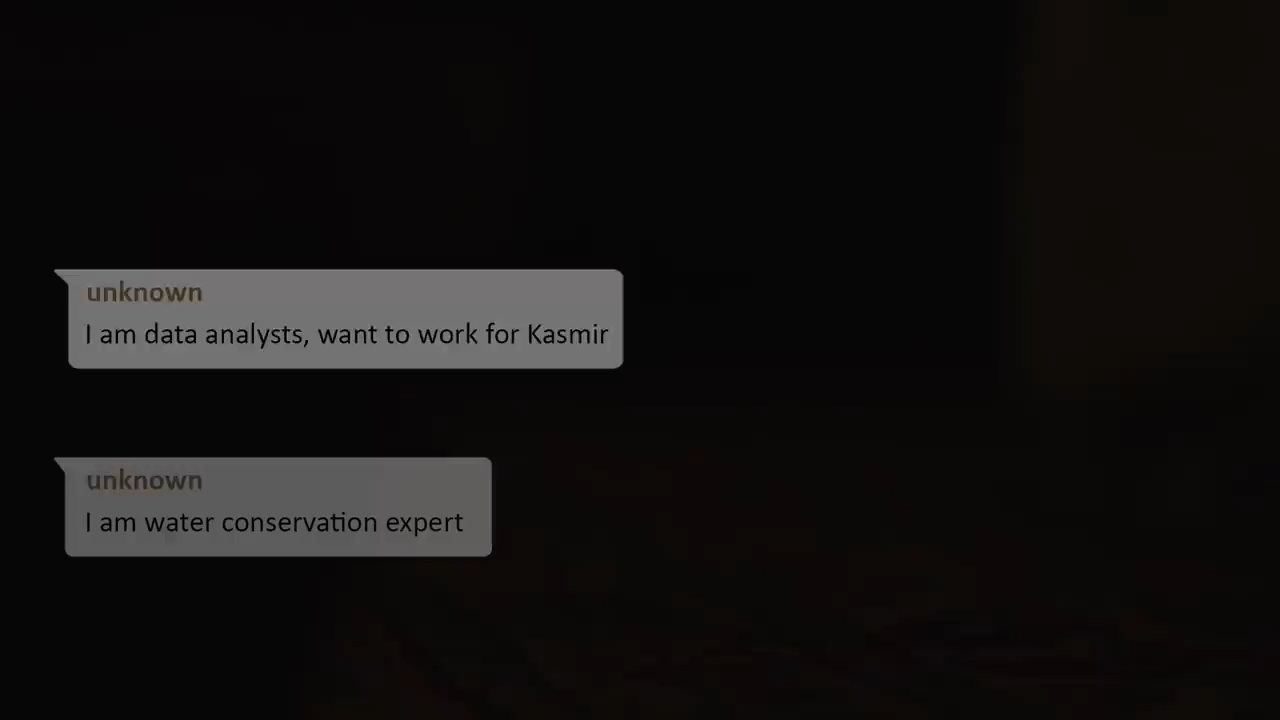 unknown
I am data analysts, want to work for Kasmir
unknown
I am water conservation expert